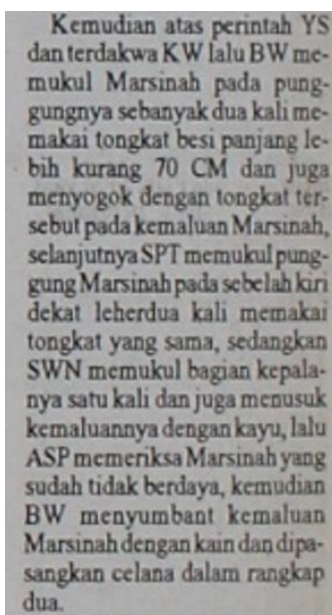 Kemudian atas perintah YS
dan terdakwa KW lalu BW me-
mukul Marsinah pada pung-
gungnya sebanyak dua kali me-
makai tongkat besi panjang le-
bih kurang 70 CM dan juga
menyogok dengan tongkat ter-
sebut pada kemaluan Marsinah,
selanjutnya SPT memukul pung-
gung Marsinah pada sebelah kiri
dekat leherdua kali memakai
tongkat yang sama, sedangkan
SWN memukul bagian kepala-
nya satu kali dan juga menusuk
kemaluannya dengan kayu, lalu
ASP memeriksa Marsinah yang
sudah tidak berdaya, kemudian
BW menyumbant kemaluan
Marsinah dengan kain dan dipa-
sangkan celana dalam rangkap
dua.